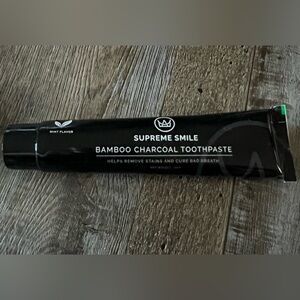 MINT FLAVOR
SUPREME SMILE
BAMBOO CHARCOAL TOOTHPASTE
HELPS REMOVE STAINS AND CURE BAD BREATH